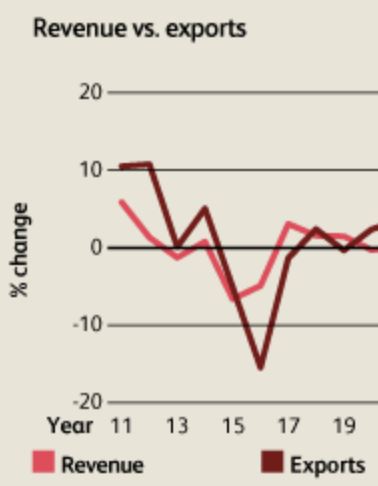 Revenue vs. exports
20
10
0
-10
-20
% change
Year 11 13 15 17 19
Revenue Exports